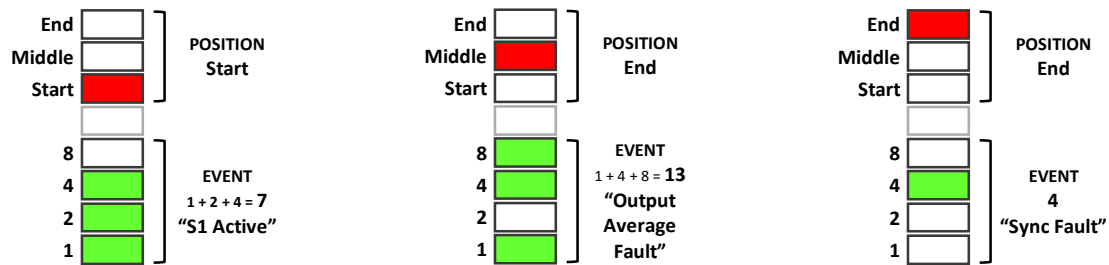 End
Middle
Start
8
4
2
1
POSITION
Start
EVENT
1 + 2 + 4 = 7
“S1 Active”
End
Middle
Start
8
4
2
1
POSITION
End
EVENT
1 + 4 + 8 = 13
“Output
Average
Fault”
End
Middle
Start
8
4
2
1
POSITION
End
EVENT
4
“Sync Fault”